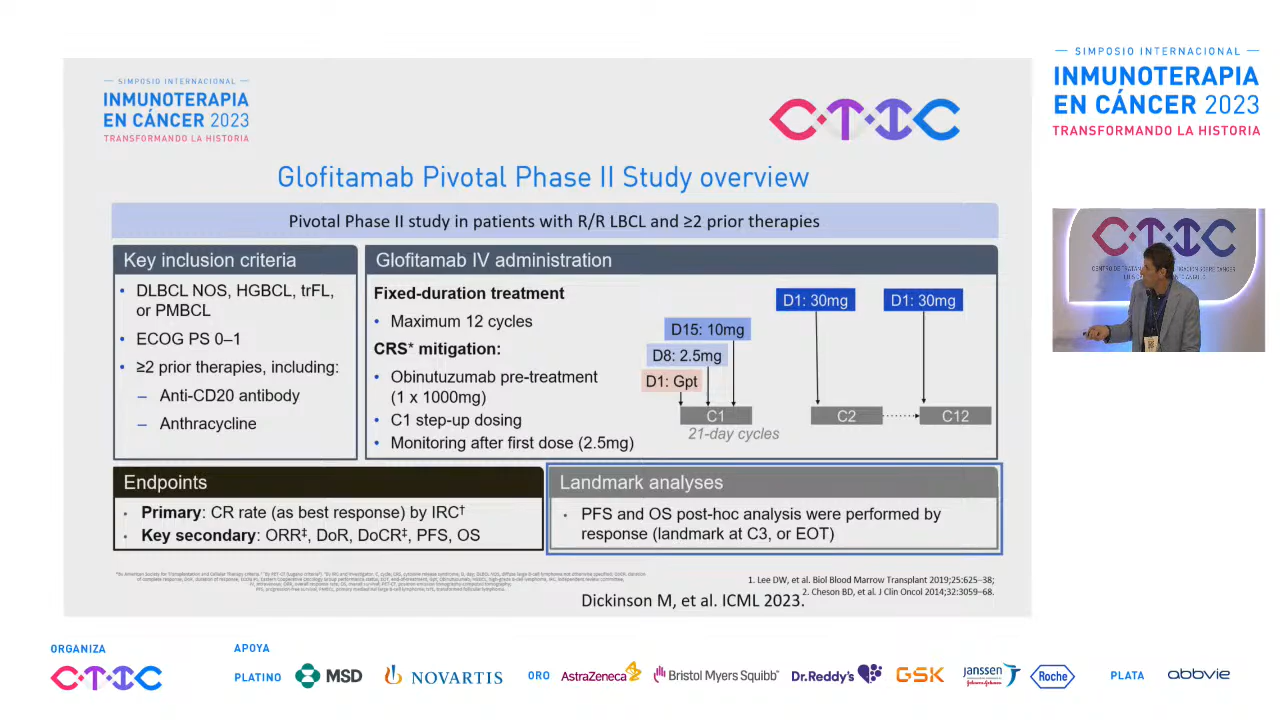 SIMPOSIO INTERNACIONAL
INMUNOTERAPIA
EN CÁNCER 2023
TRANSFORMANDO LA HISTORIA
CTIC
Glofitamab Pivotal Phase II Study overview
Pivotal Phase II study in patients with R/R LBCL and ≥2 prior therapies
Key inclusion criteria
• DLBCL NOS, HGBCL, trFL,
or PMBCL
• ECOG PS 0–1
• ≥2 prior therapies, including:
– Anti-CD20 antibody
– Anthracycline
Glofitamab IV administration
Fixed-duration treatment
• Maximum 12 cycles
CRS* mitigation:
• Obinutuzumab pre-treatment
(1 x 1000mg)
• C1 step-up dosing
• Monitoring after first dose (2.5mg)
D1: 30mg
D1: 30mg
D15: 10mg
D8: 2.5mg
D1: Gpt
C1
C2
C12
21-day cycles
Endpoints
• Primary: CR rate (as best response) by IRC†
• Key secondary: ORR‡, DoR, DoCR‡, PFS, OS
Landmark analyses
• PFS and OS post-hoc analysis were performed by
response (landmark at C3, or EOT)
1. Lee DW, et al. Biol Blood Marrow Transplant 2019;25:625–38;
2. Cheson BD, et al. J Clin Oncol 2014;32:3059–68.
Dickinson M, et al. ICML 2023.
SIMPOSIO INTERNACIONAL
INMUNOTERAPIA
EN CÁNCER 2023
TRANSFORMANDO LA HISTORIA
CTIC
ORGANIZA
CTIC
APOYA
PLATINO
MSD
NOVARTIS
ORO
AstraZeneca
Bristol Myers Squibb
Dr.Reddy's
GSK
Janssen
Johnson&Johnson
Roche
PLATA
abbvie